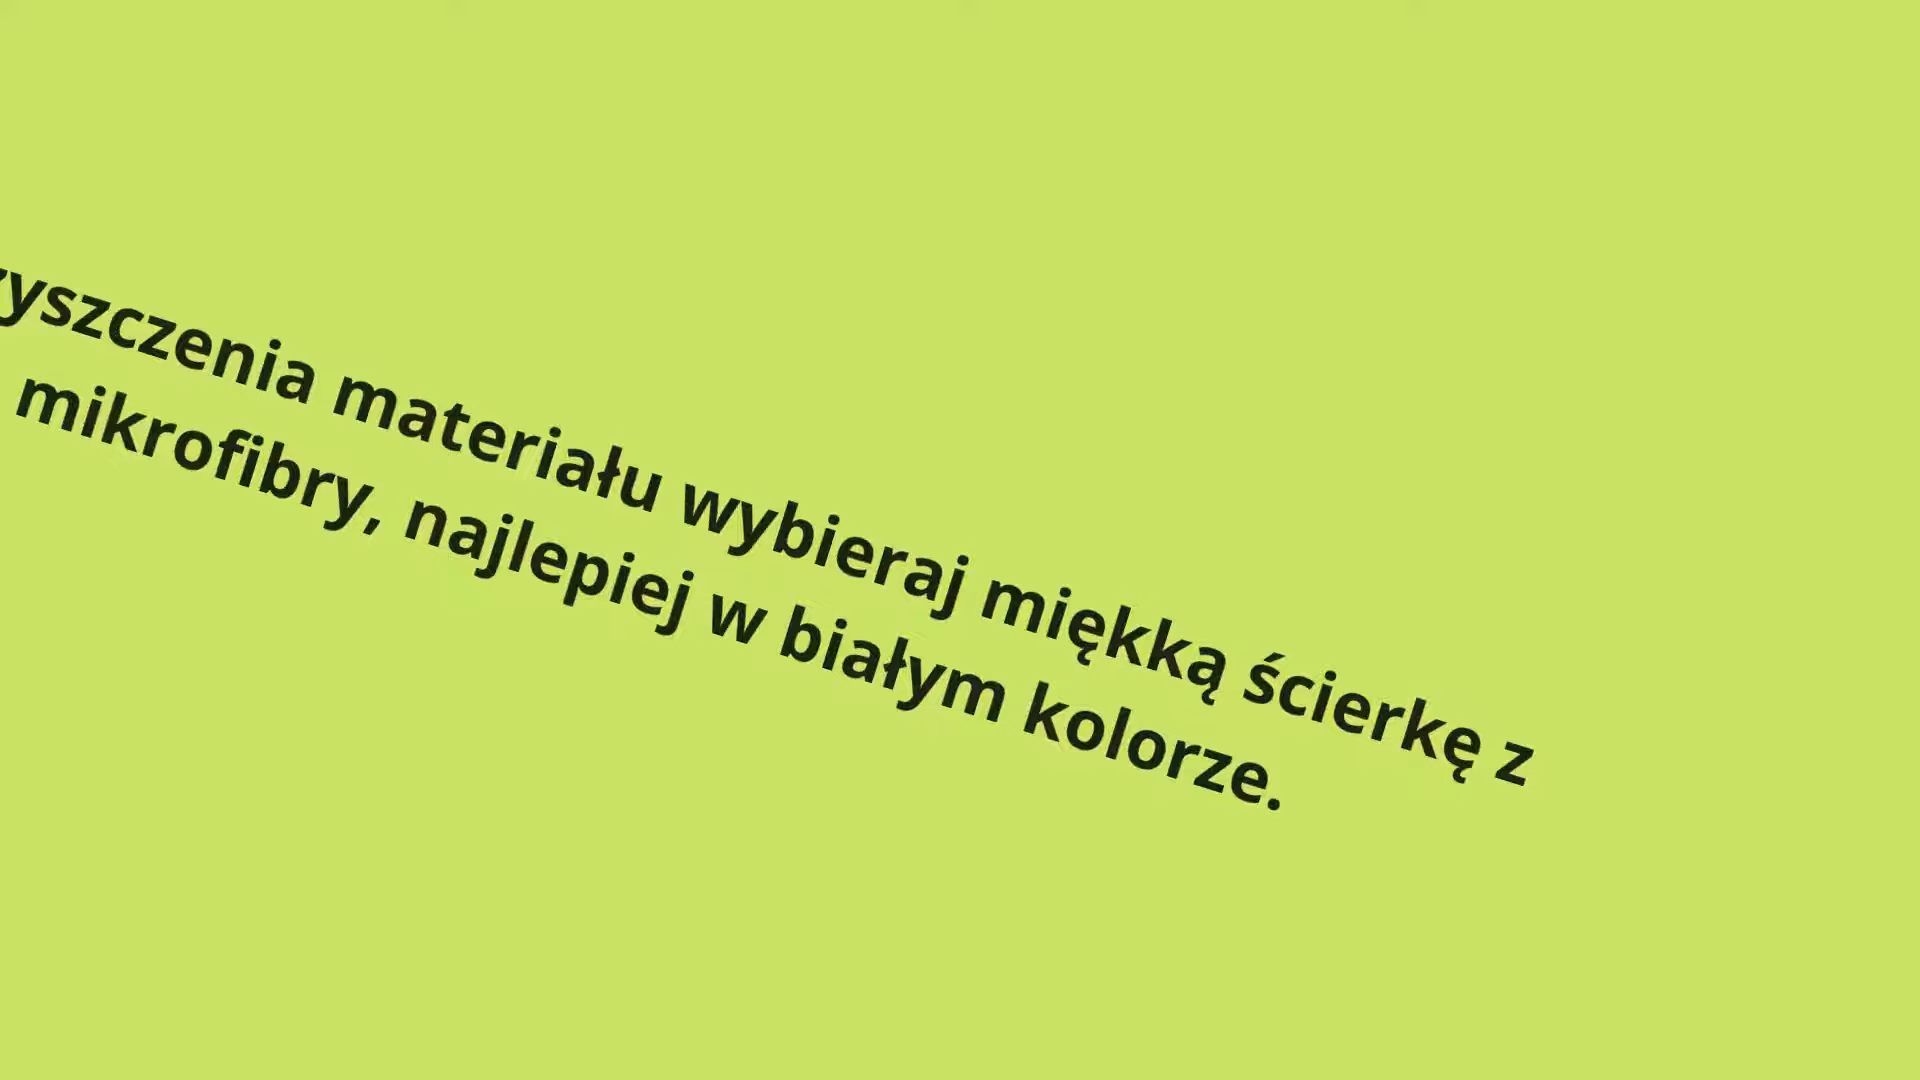 yszczenia materiału wybieraj miękką ścierkę z
mikrofibry, najlepiej w białym kolorze.